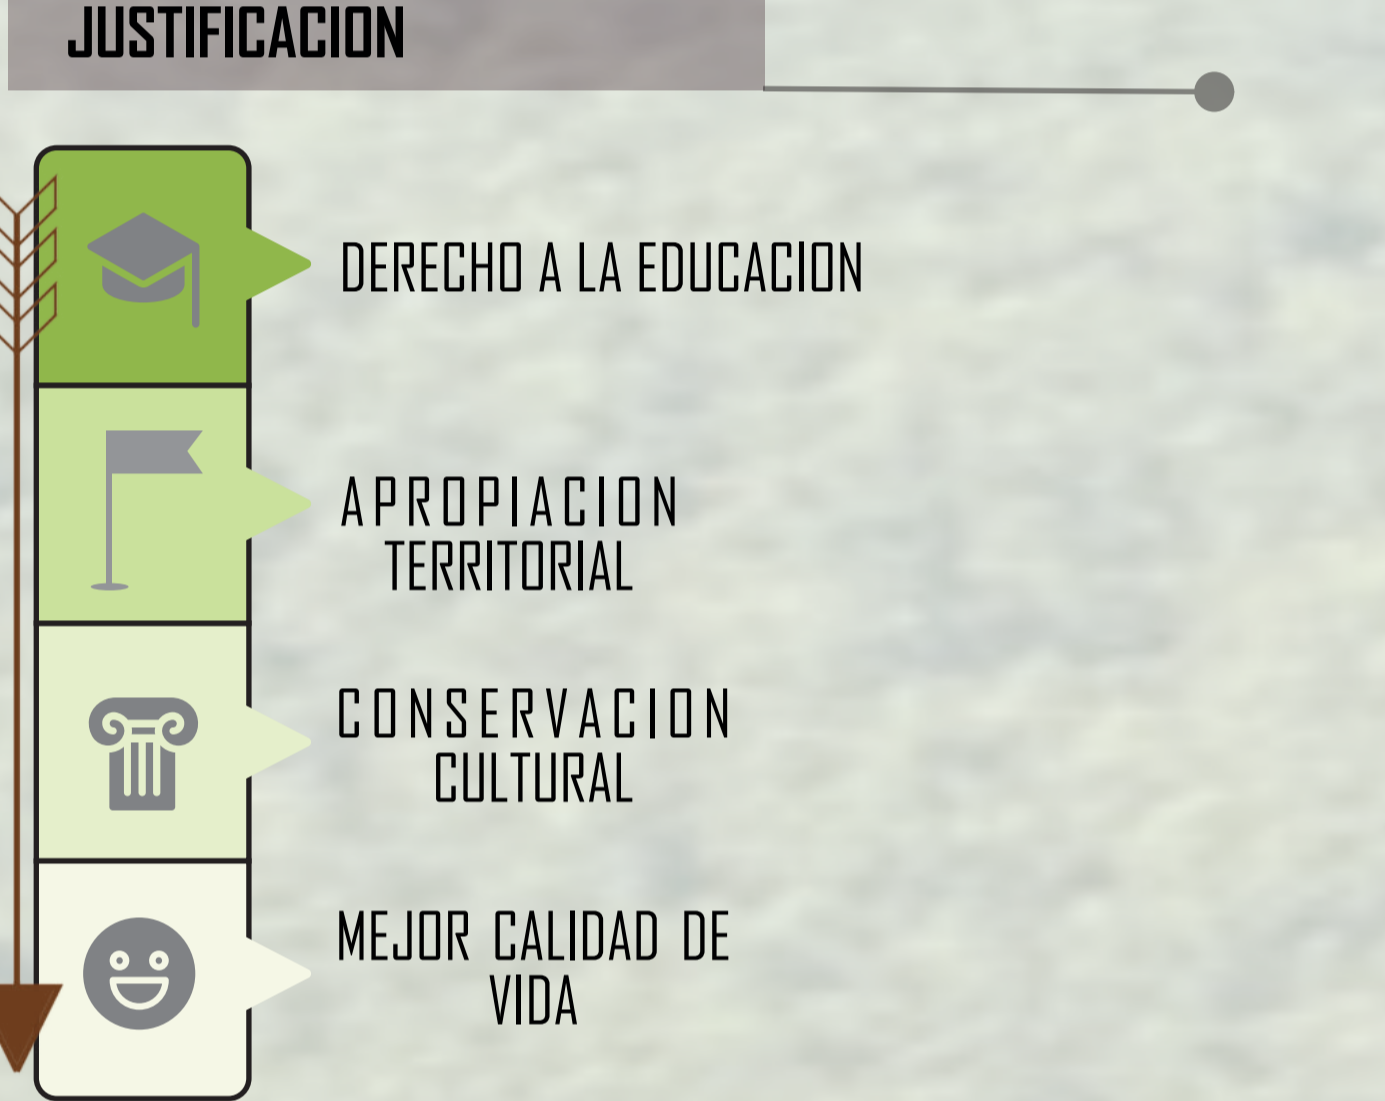 JUSTIFICACION
DERECHO A LA EDUCACION
APROPIACION
TERRITORIAL
CONSERVACION
CULTURAL
MEJOR CALIDAD DE
VIDA